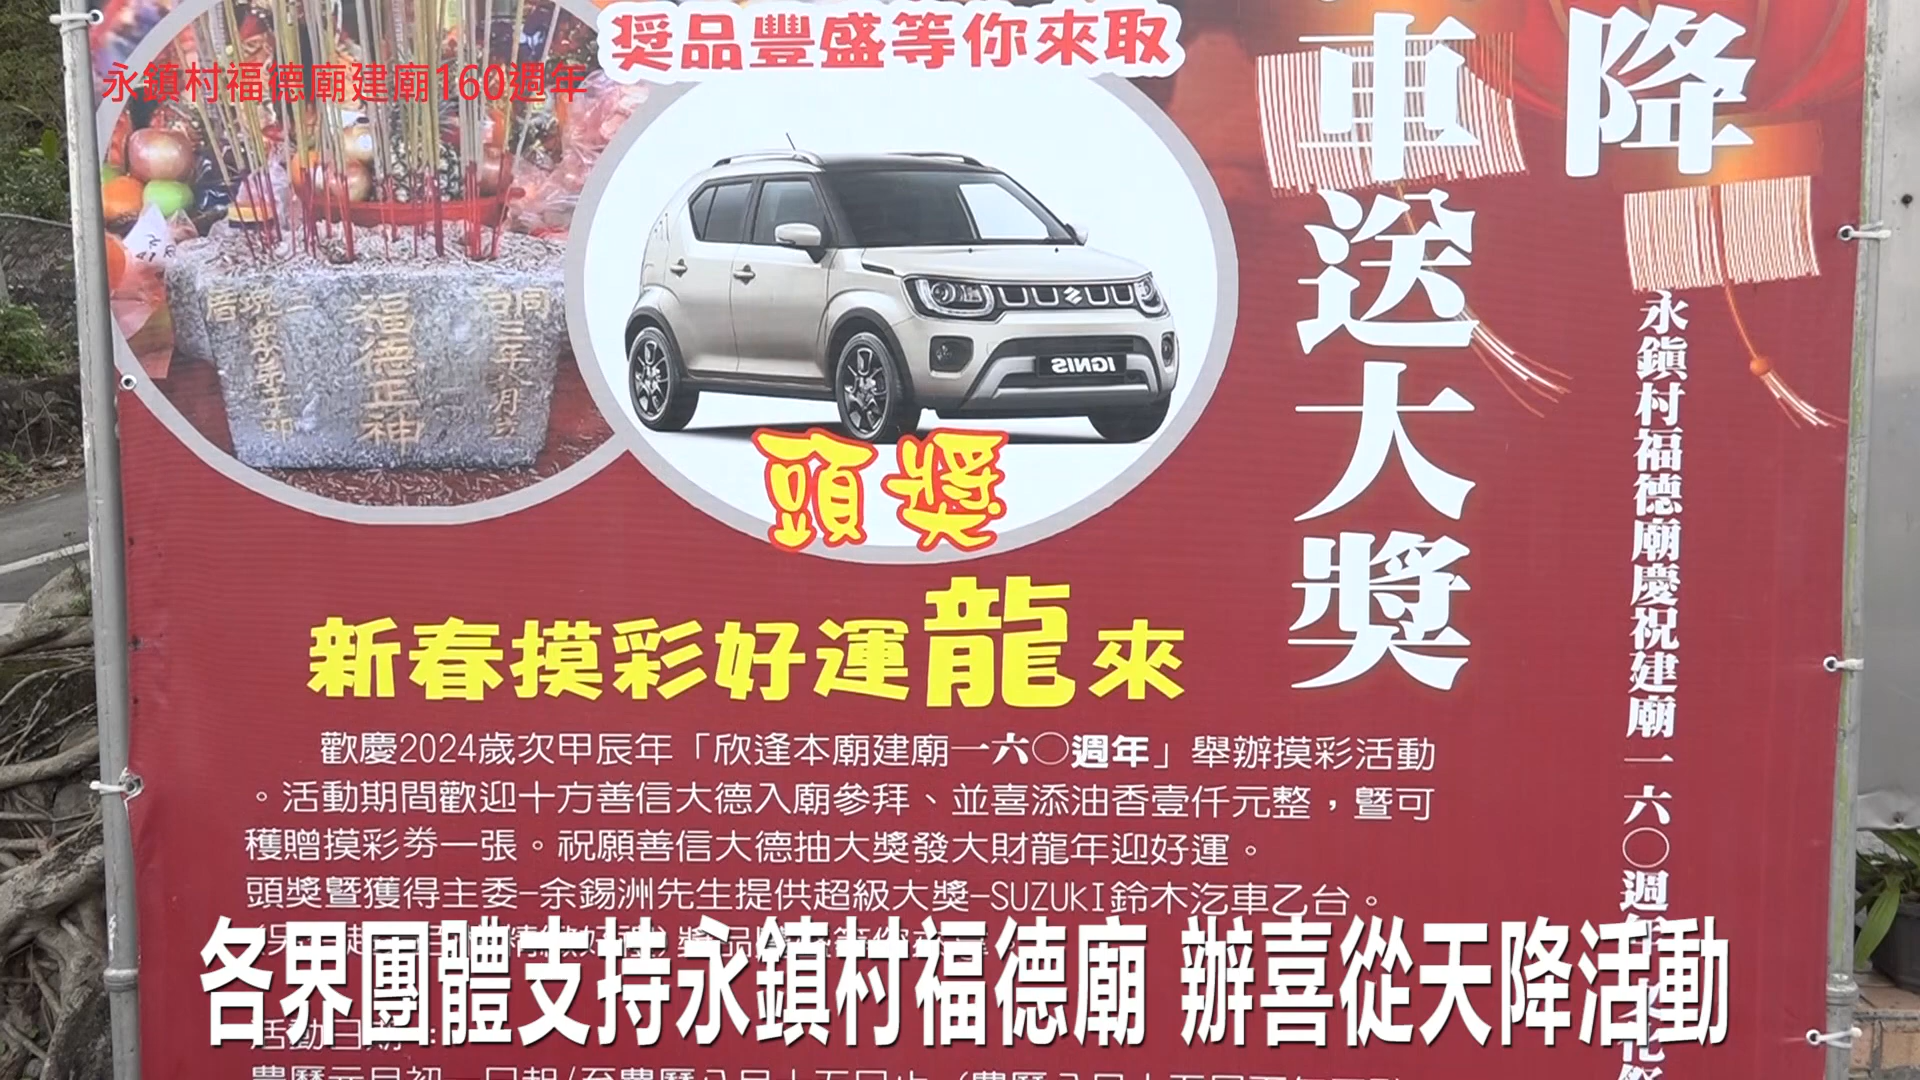 獎品豐盛等你來取
永鎮村福德廟建廟160週年
降
車送大獎
永鎮村福德廟慶祝建廟一六〇週年
福德正神
IGNIS
頭獎
新春摸彩好運龍來
歡慶2024歲次甲辰年「欣逢本廟建廟一六〇週年」舉辦摸彩活動
。活動期間歡迎十方善信大德入廟參拜、並喜添油香壹仟元整，暨可
穫贈摸彩券一張。祝願善信大德抽大獎發大財龍年迎好運。
頭獎暨獲得主委-余錫洲先生提供超級大獎-SUZUKI鈴木汽車乙台。
各界團體支持永鎮村福德廟 辦喜從天降活動
活動日期：